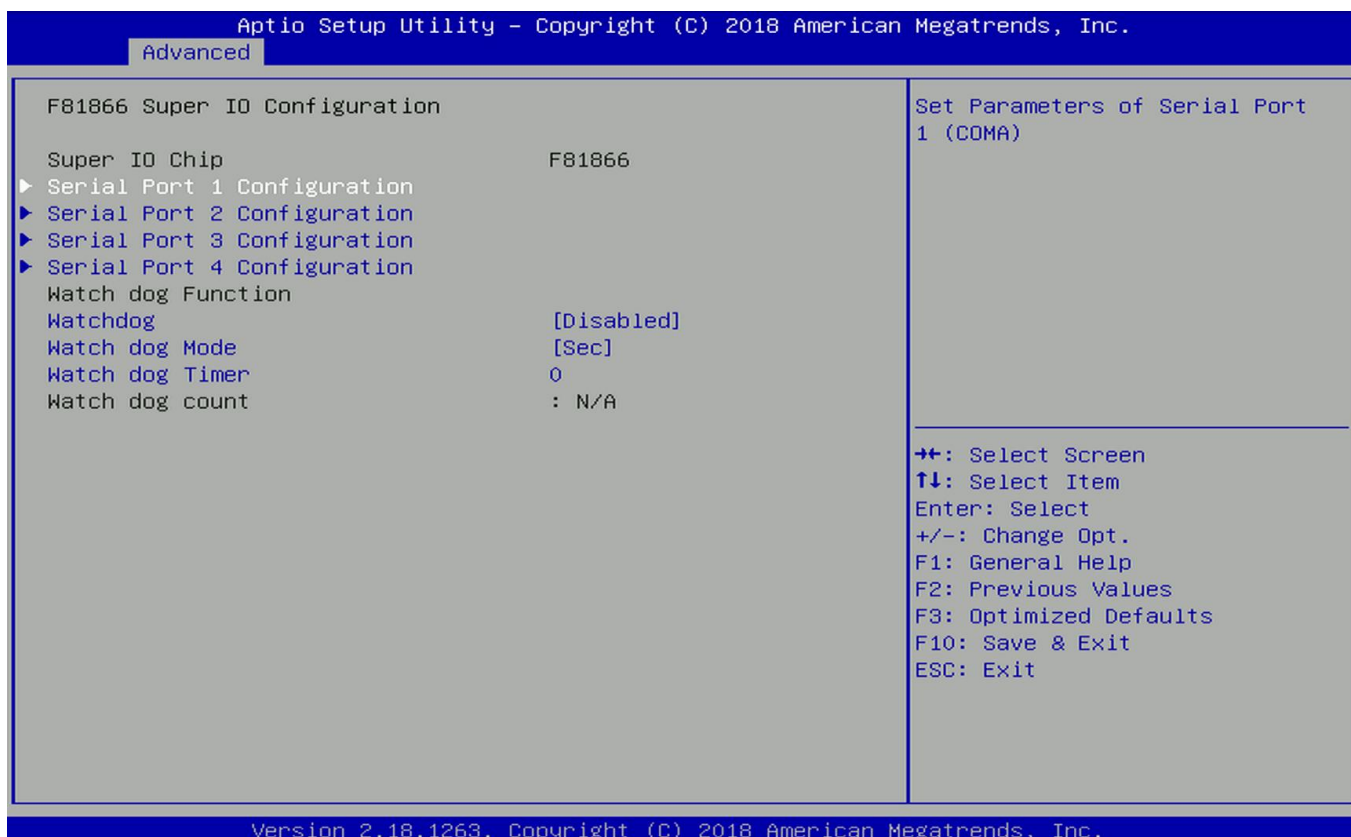 Aptio Setup Utility – Copyright (C) 2018 American Megatrends, Inc.
Advanced
F81866 Super IO Configuration
Super IO Chip F81866
▶ Serial Port 1 Configuration
▶ Serial Port 2 Configuration
▶ Serial Port 3 Configuration
▶ Serial Port 4 Configuration
Watch dog Function
Watchdog [Disabled]
Watch dog Mode [Sec]
Watch dog Timer 0
Watch dog count : N/A
Set Parameters of Serial Port
1 (COMA)
→←: Select Screen
↑↓: Select Item
Enter: Select
+/-: Change Opt.
F1: General Help
F2: Previous Values
F3: Optimized Defaults
F10: Save & Exit
ESC: Exit
Version 2.18.1263. Copyright (C) 2018 American Megatrends, Inc.